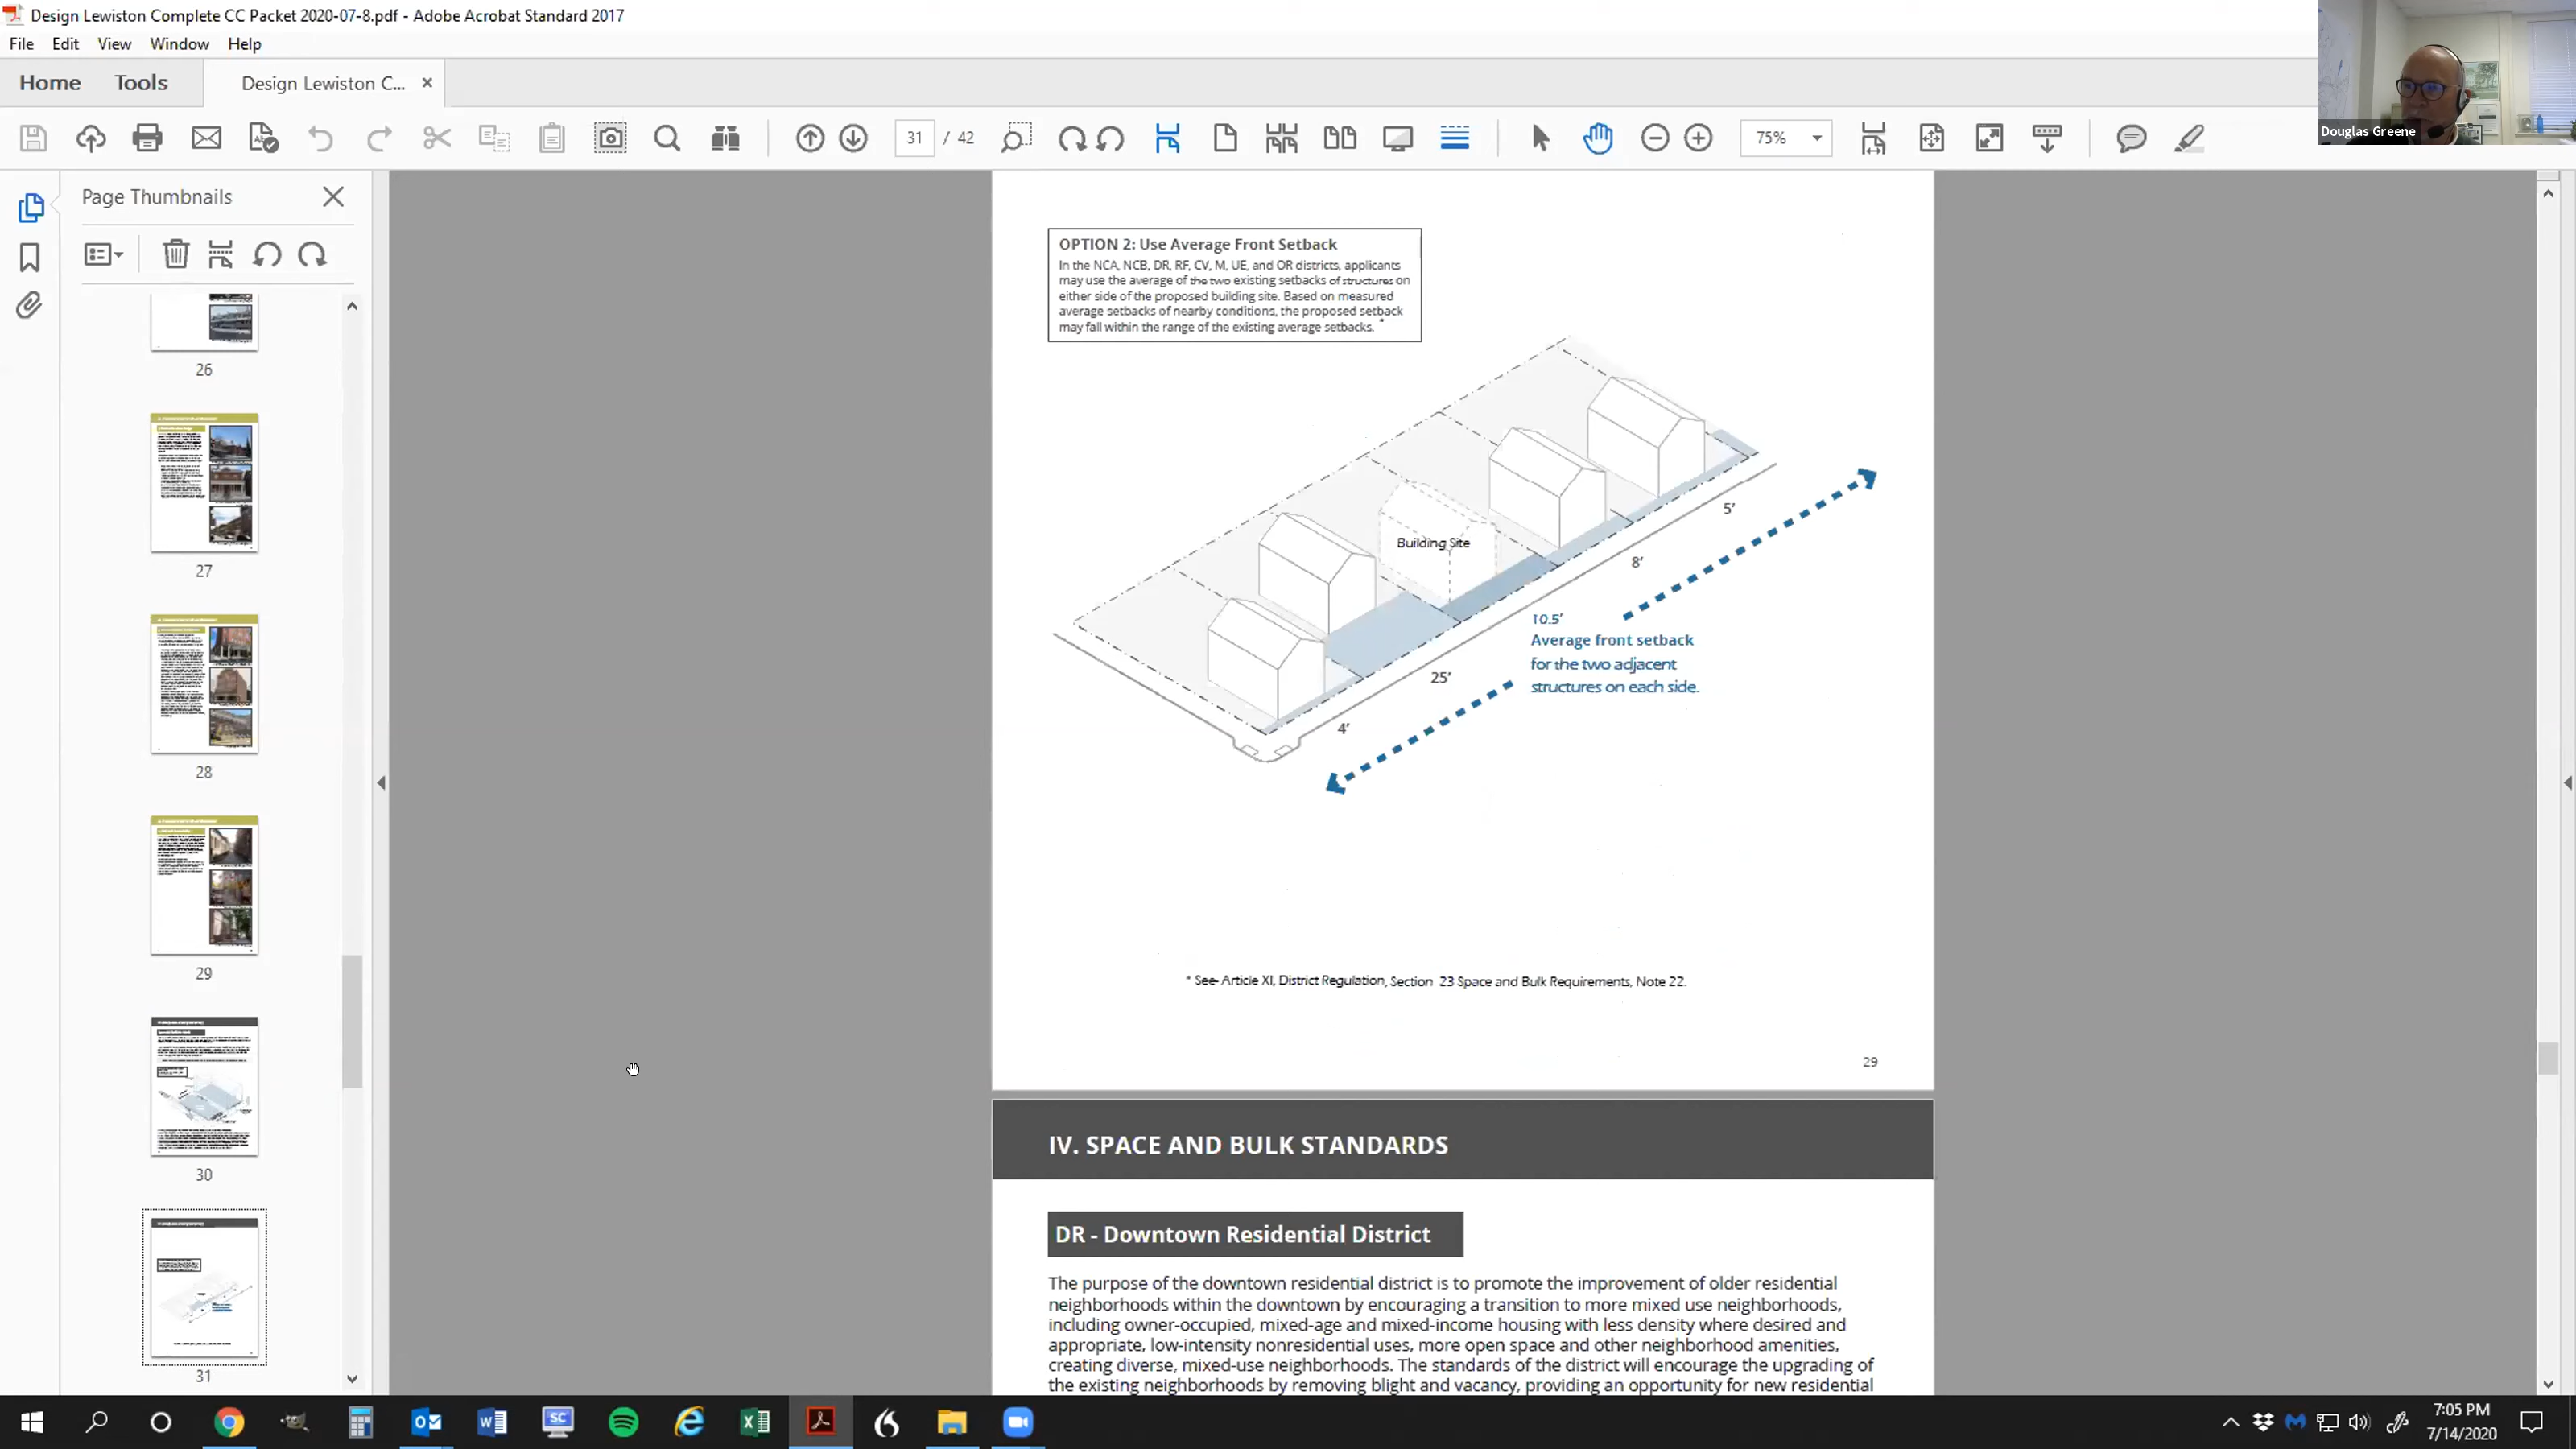 Design Lewiston Complete CC Packet 2020-07-8.pdf - Adobe Acrobat Standard 2017
File Edit View Window Help
Home Tools Design Lewiston C... ×
31 / 42 75%
Douglas Greene
Page Thumbnails
26
27
28
29
30
31
OPTION 2: Use Average Front Setback
In the NCA, NCB, DR, RF, CV, M, UE, and OR districts, applicants
may use the average of the two existing setbacks of structures on
either side of the proposed building site. Based on measured
average setbacks of nearby conditions, the proposed setback
may fall within the range of the existing average setbacks. *
Building Site
5'
8'
10.5'
Average front setback
for the two adjacent
structures on each side.
25'
4'
* See- Article XI, District Regulation, Section 23 Space and Bulk Requirements, Note 22.
29
IV. SPACE AND BULK STANDARDS
DR - Downtown Residential District
The purpose of the downtown residential district is to promote the improvement of older residential
neighborhoods within the downtown by encouraging a transition to more mixed use neighborhoods,
including owner-occupied, mixed-age and mixed-income housing with less density where desired and
appropriate, low-intensity nonresidential uses, more open space and other neighborhood amenities,
creating diverse, mixed-use neighborhoods. The standards of the district will encourage the upgrading of
the existing neighborhoods by removing blight and vacancy, providing an opportunity for new residential
7:05 PM
7/14/2020